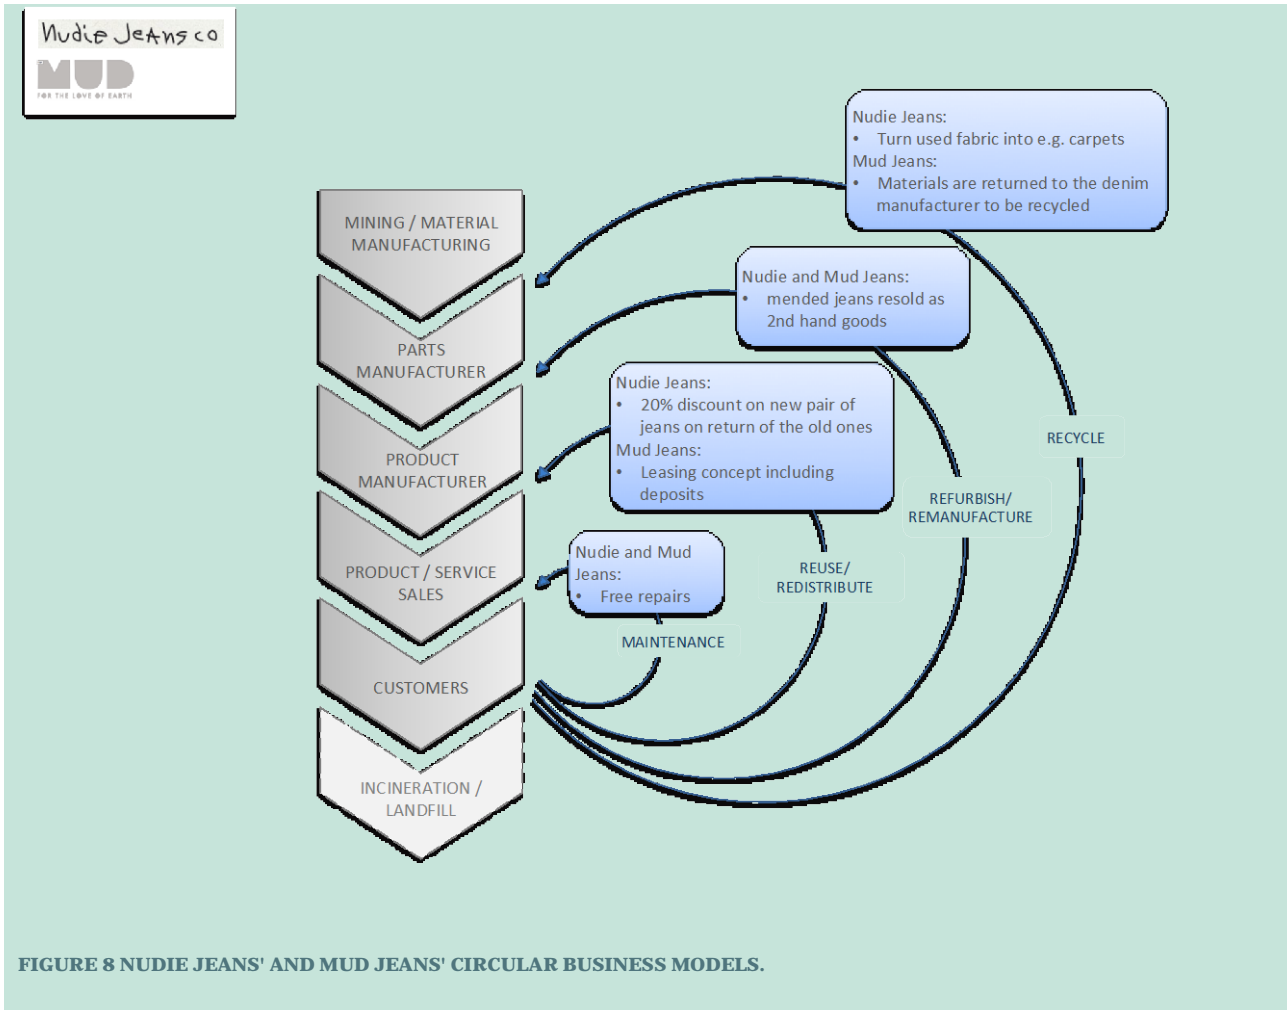 Nudie Jeans co
MUD
FOR THE LOVE OF EARTH
Nudie Jeans:
• Turn used fabric into e.g. carpets
Mud Jeans:
• Materials are returned to the denim
manufacturer to be recycled
MINING / MATERIAL
MANUFACTURING
Nudie and Mud Jeans:
• mended jeans resold as
2nd hand goods
PARTS
MANUFACTURER
Nudie Jeans:
• 20% discount on new pair of
jeans on return of the old ones
Mud Jeans:
• Leasing concept including
deposits
RECYCLE
PRODUCT
MANUFACTURER
REFURBISH/
REMANUFACTURE
Nudie and Mud
Jeans:
• Free repairs
PRODUCT / SERVICE
SALES
REUSE/
REDISTRIBUTE
MAINTENANCE
CUSTOMERS
INCINERATION /
LANDFILL
FIGURE 8 NUDIE JEANS' AND MUD JEANS' CIRCULAR BUSINESS MODELS.